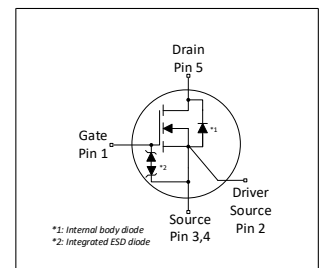 Drain
Pin 5
*1
Gate
Pin 1
*2
Driver
Source
Pin 2
Source
Pin 3,4
*1: Internal body diode
*2: Integrated ESD diode